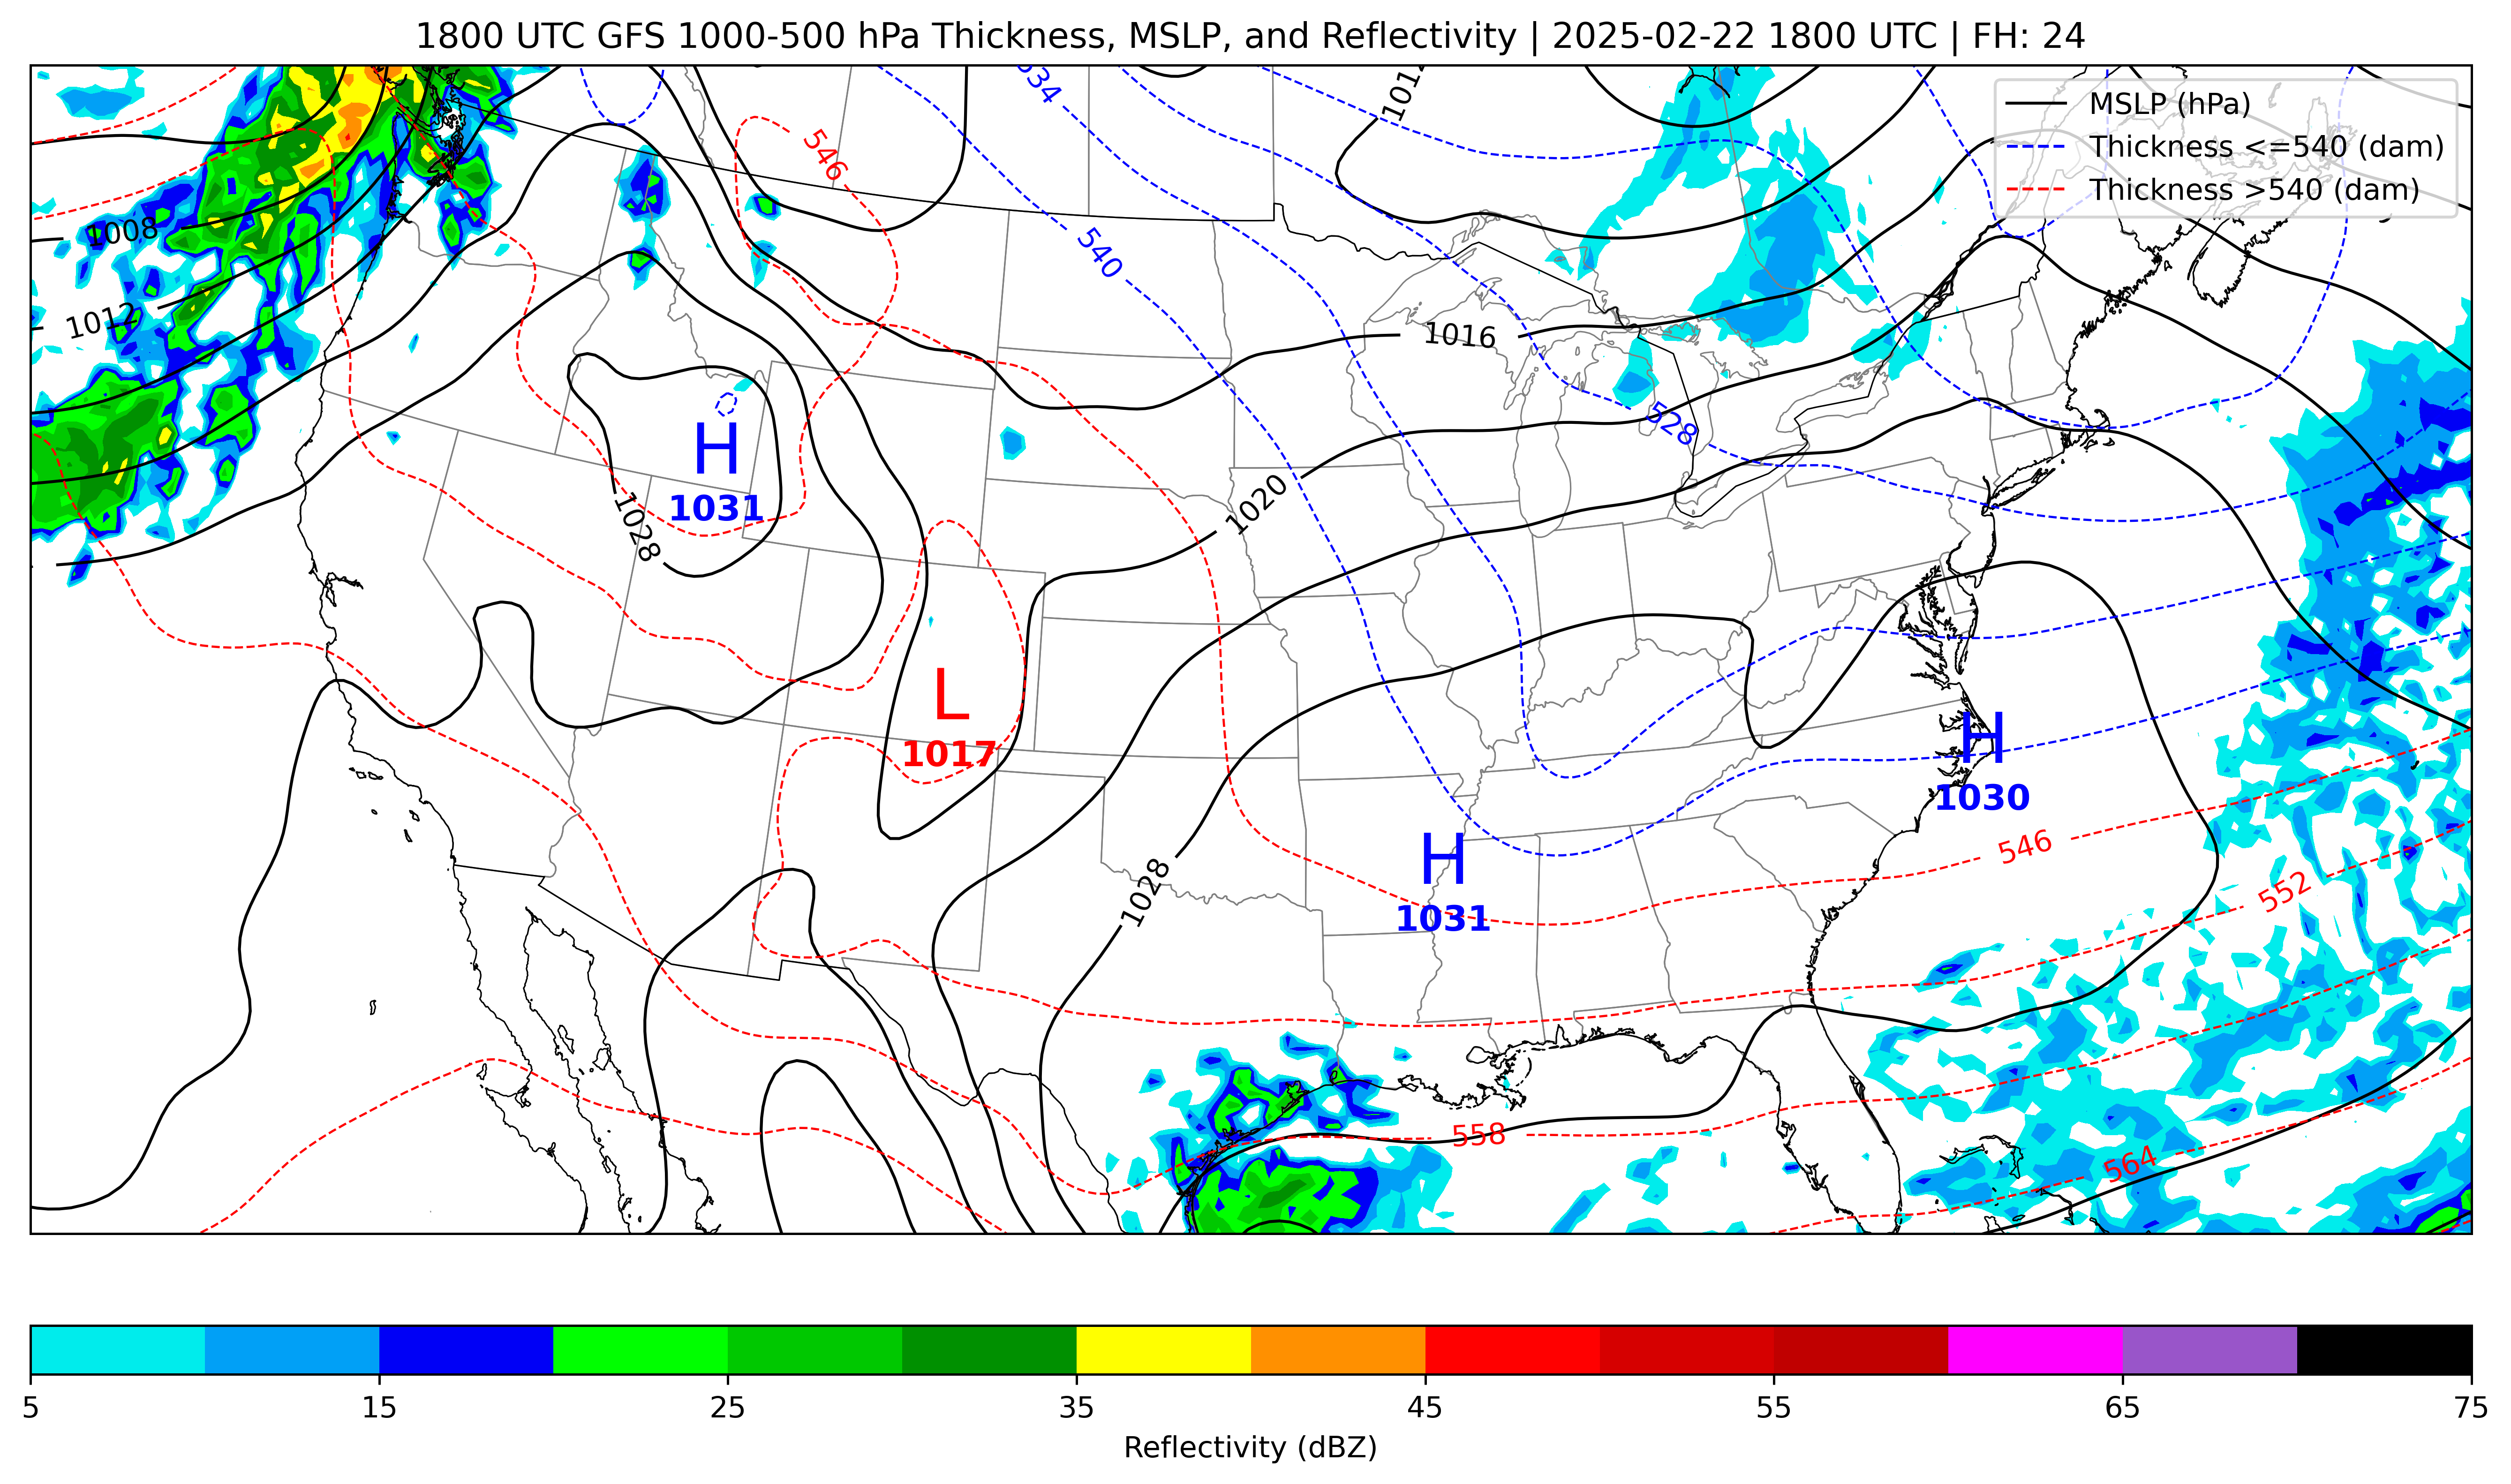 1800 UTC GFS 1000-500 hPa Thickness, MSLP, and Reflectivity | 2025-02-22 1800 UTC | FH: 24
MSLP (hPa)
Thickness <=540 (dam)
Thickness >540 (dam)
534
1012
546
1008
540
1012
1016
528
H
1031
1020
1028
L
1017
H
1030
546
H
1031
1028
552
558
564
5 15 25 35 45 55 65 75
Reflectivity (dBZ)